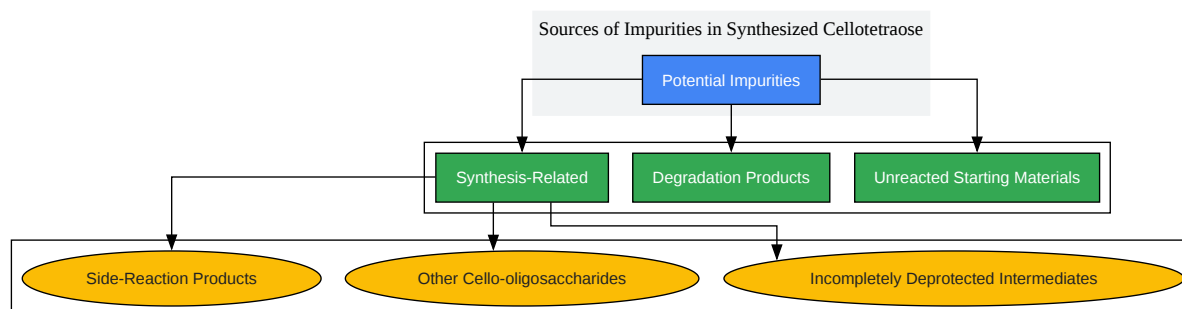 Sources of Impurities in Synthesized Cellotetraose
Potential Impurities
Synthesis-Related
Degradation Products
Unreacted Starting Materials
Side-Reaction Products
Other Cello-oligosaccharides
Incompletely Deprotected Intermediates